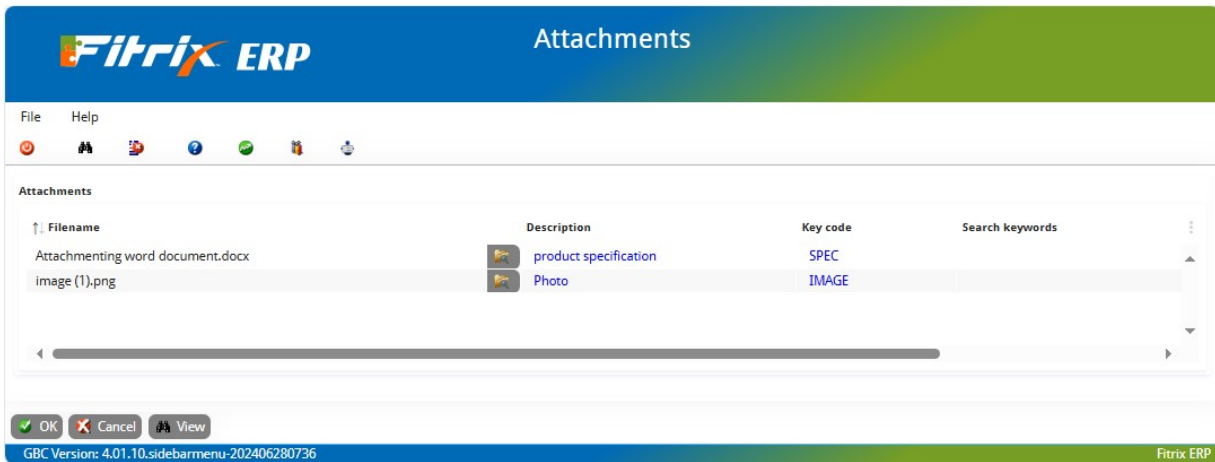 Fitrix ERP
Attachments
File Help
Attachments
Filename Description Key code Search keywords
Attachmenting word document.docx product specification SPEC
image (1).png Photo IMAGE
OK Cancel View
GBC Version: 4.01.10.sidebarmenu-202406280736 Fitrix ERP